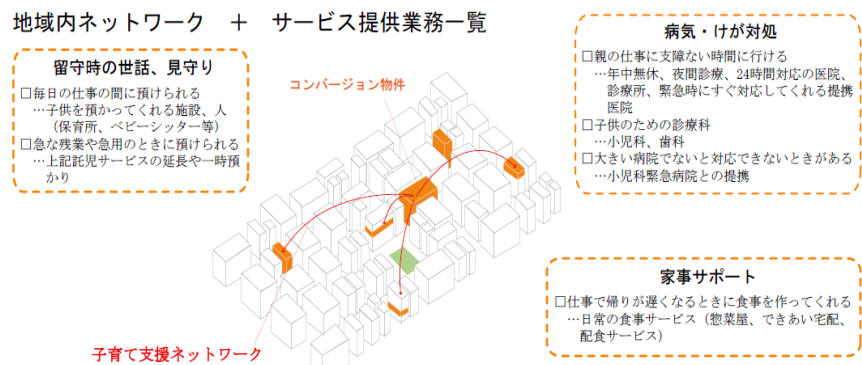 地域内ネットワーク　＋　サービス提供業務一覧
留守時の世話、見守り
□毎日の仕事の間に預けられる
…子供を預かってくれる施設、人
（保育所、ベビーシッター等）
□急な残業や急用のときに預けられる
…上記託児サービスの延長や一時預
かり
コンバージョン物件
子育て支援ネットワーク
病気・けが対処
□親の仕事に支障ない時間に行ける
…年中無休、夜間診療、24時間対応の医院、
診療所、緊急時にすぐ対応してくれる提携
医院
□子供のための診療科
…小児科、歯科
□大きい病院でないと対応できないときがある
…小児科緊急病院との提携
家事サポート
□仕事で帰りが遅くなるときに食事を作ってくれる
…日常の食事サービス（惣菜屋、できあい宅配、
配食サービス）